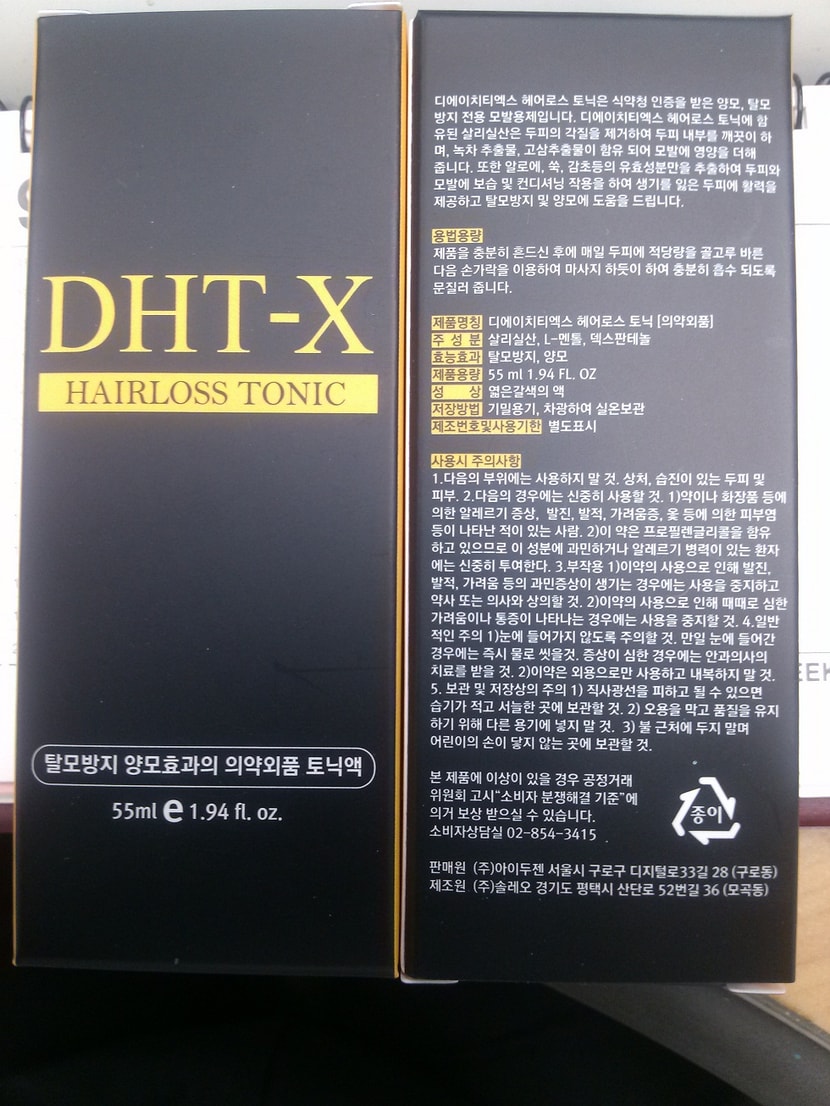 DHT-X
HAIRLOSS TONIC
탈모방지 양모효과의 의약외품 토닉액
55ml e 1.94 fl. oz.
디에이치티엑스 헤어로스 토닉은 식약청 인증을 받은 양모, 탈모
방지 전용 모발용제입니다. 디에이치티엑스 헤어로스 토닉에 함
유된 살리실산은 두피의 각질을 제거하여 두피 내부를 깨끗이 하
며, 녹차 추출물, 고삼추출물이 함유 되어 모발에 영양을 더해
줍니다. 또한 알로에, 쑥, 감초등의 유효성분만을 추출하여 두피와
모발에 보습 및 컨디셔닝 작용을 하여 생기를 잃은 두피에 활력을
제공하고 탈모방지 및 양모에 도움을 드립니다.
용법용량
제품을 충분히 흔드신 후에 매일 두피에 적당량을 골고루 바른
다음 손가락을 이용하여 마사지 하듯이 하여 충분히 흡수 되도록
문질러 줍니다.
제품명칭 디에이치티엑스 헤어로스 토닉 [의약외품]
주 성 분 살리실산, L-멘톨, 덱스판테놀
효능효과 탈모방지, 양모
제품용량 55 ml 1.94 FL. OZ
성 상 엷은갈색의 액
저장방법 기밀용기, 차광하여 실온보관
제조번호및사용기한 별도표시
사용시 주의사항
1.다음의 부위에는 사용하지 말 것. 상처, 습진이 있는 두피 및
피부. 2.다음의 경우에는 신중히 사용할 것. 1)약이나 화장품 등에
의한 알레르기 증상, 발진, 발적, 가려움증, 옻 등에 의한 피부염
등이 나타난 적이 있는 사람. 2)이 약은 프로필렌글리콜을 함유
하고 있으므로 이 성분에 과민하거나 알레르기 병력이 있는 환자
에는 신중히 투여한다. 3.부작용 1)이약의 사용으로 인해 발진,
발적, 가려움 등의 과민증상이 생기는 경우에는 사용을 중지하고
약사 또는 의사와 상의할 것. 2)이약의 사용으로 인해 때때로 심한
가려움이나 통증이 나타나는 경우에는 사용을 중지할 것. 4.일반
적인 주의 1)눈에 들어가지 않도록 주의할 것. 만일 눈에 들어간
경우에는 즉시 물로 씻을것. 증상이 심한 경우에는 안과의사의
치료를 받을 것. 2)이약은 외용으로만 사용하고 내복하지 말 것.
5. 보관 및 저장상의 주의 1) 직사광선을 피하고 될 수 있으면
습기가 적고 서늘한 곳에 보관할 것. 2) 오용을 막고 품질을 유지
하기 위해 다른 용기에 넣지 말 것. 3) 불 근처에 두지 말며
어린이의 손이 닿지 않는 곳에 보관할 것.
본 제품에 이상이 있을 경우 공정거래
위원회 고시"소비자 분쟁해결 기준"에
의거 보상 받으실 수 있습니다.
소비자상담실 02-854-3415
종이
판매원 (주)아이두젠 서울시 구로구 디지털로33길 28 (구로동)
제조원 (주)솔레오 경기도 평택시 산단로 52번길 36 (모곡동)